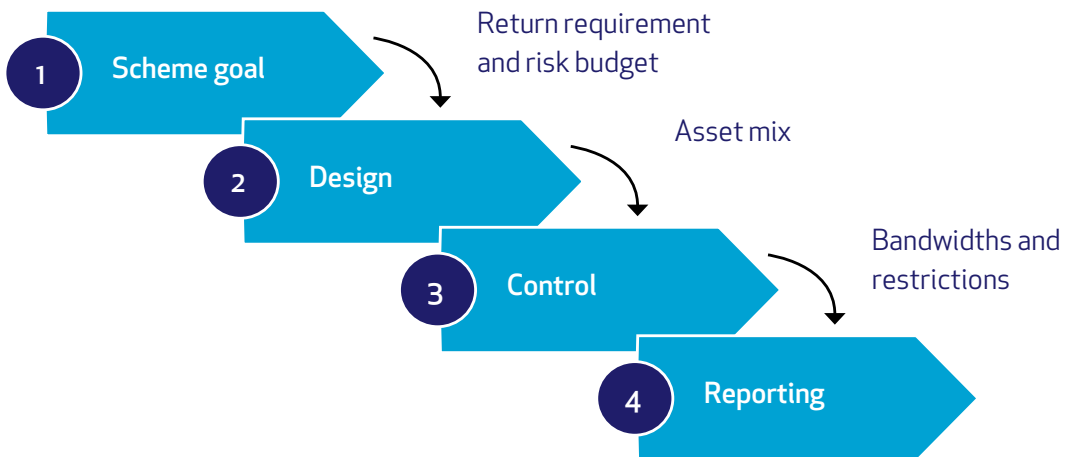 1
Scheme goal
Return requirement
and risk budget
2
Design
Asset mix
3
Control
Bandwidths and
restrictions
4
Reporting